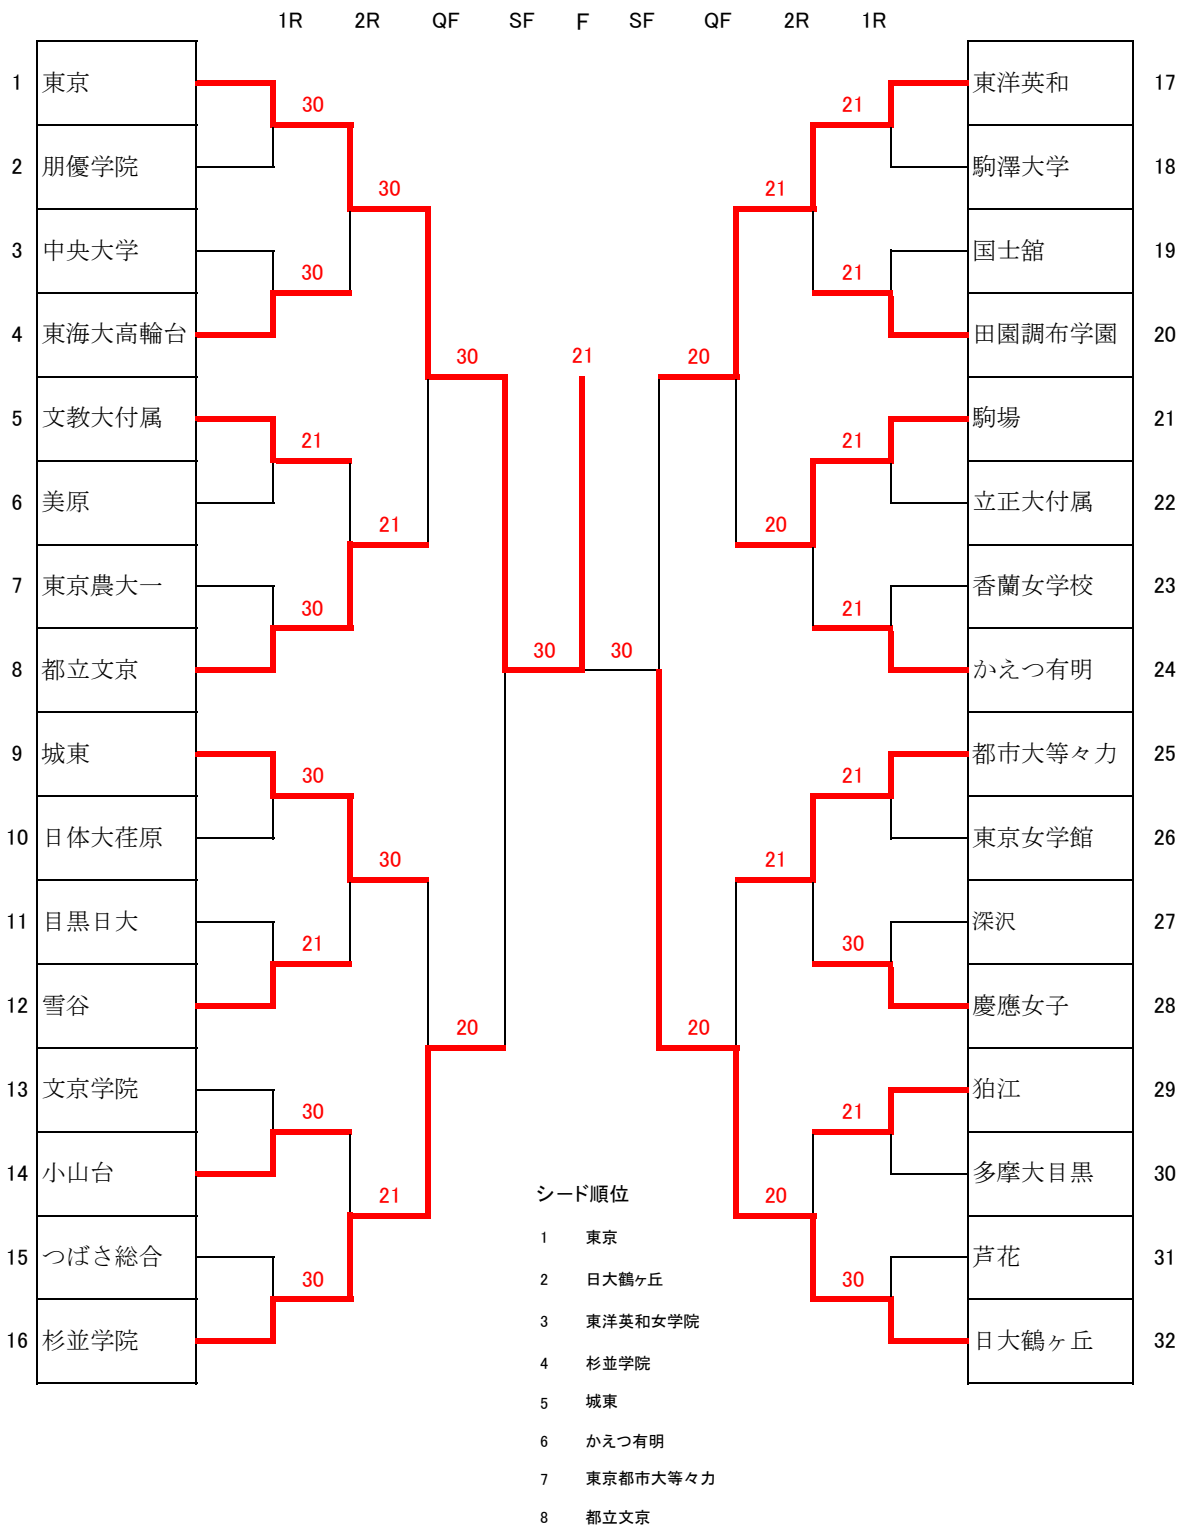 1R 2R QF SF F SF QF 2R 1R
1 東京 東洋英和 17
30 21
2 朋優学院 駒澤大学 18
30 21
3 中央大学 国士舘 19
30 21
4 東海大高輪台 田園調布学園 20
30 21 20
5 文教大付属 駒場 21
21 21
6 美原 立正大付属 22
21 20
7 東京農大一 香蘭女学校 23
30 21
8 都立文京 30 30 かえつ有明 24
9 城東 都市大等々力 25
30 21
10 日体大荏原 東京女学館 26
30 21
11 目黒日大 深沢 27
21 30
12 雪谷 慶應女子 28
20 20
13 文京学院 狛江 29
30 21
14 小山台 多摩大目黒 30
21 シード順位 20
1 東京
15 つばさ総合 芦花 31
30 2 日大鶴ヶ丘 30
3 東洋英和女学院
16 杉並学院 日大鶴ヶ丘 32
4 杉並学院
5 城東
6 かえつ有明
7 東京都市大等々力
8 都立文京